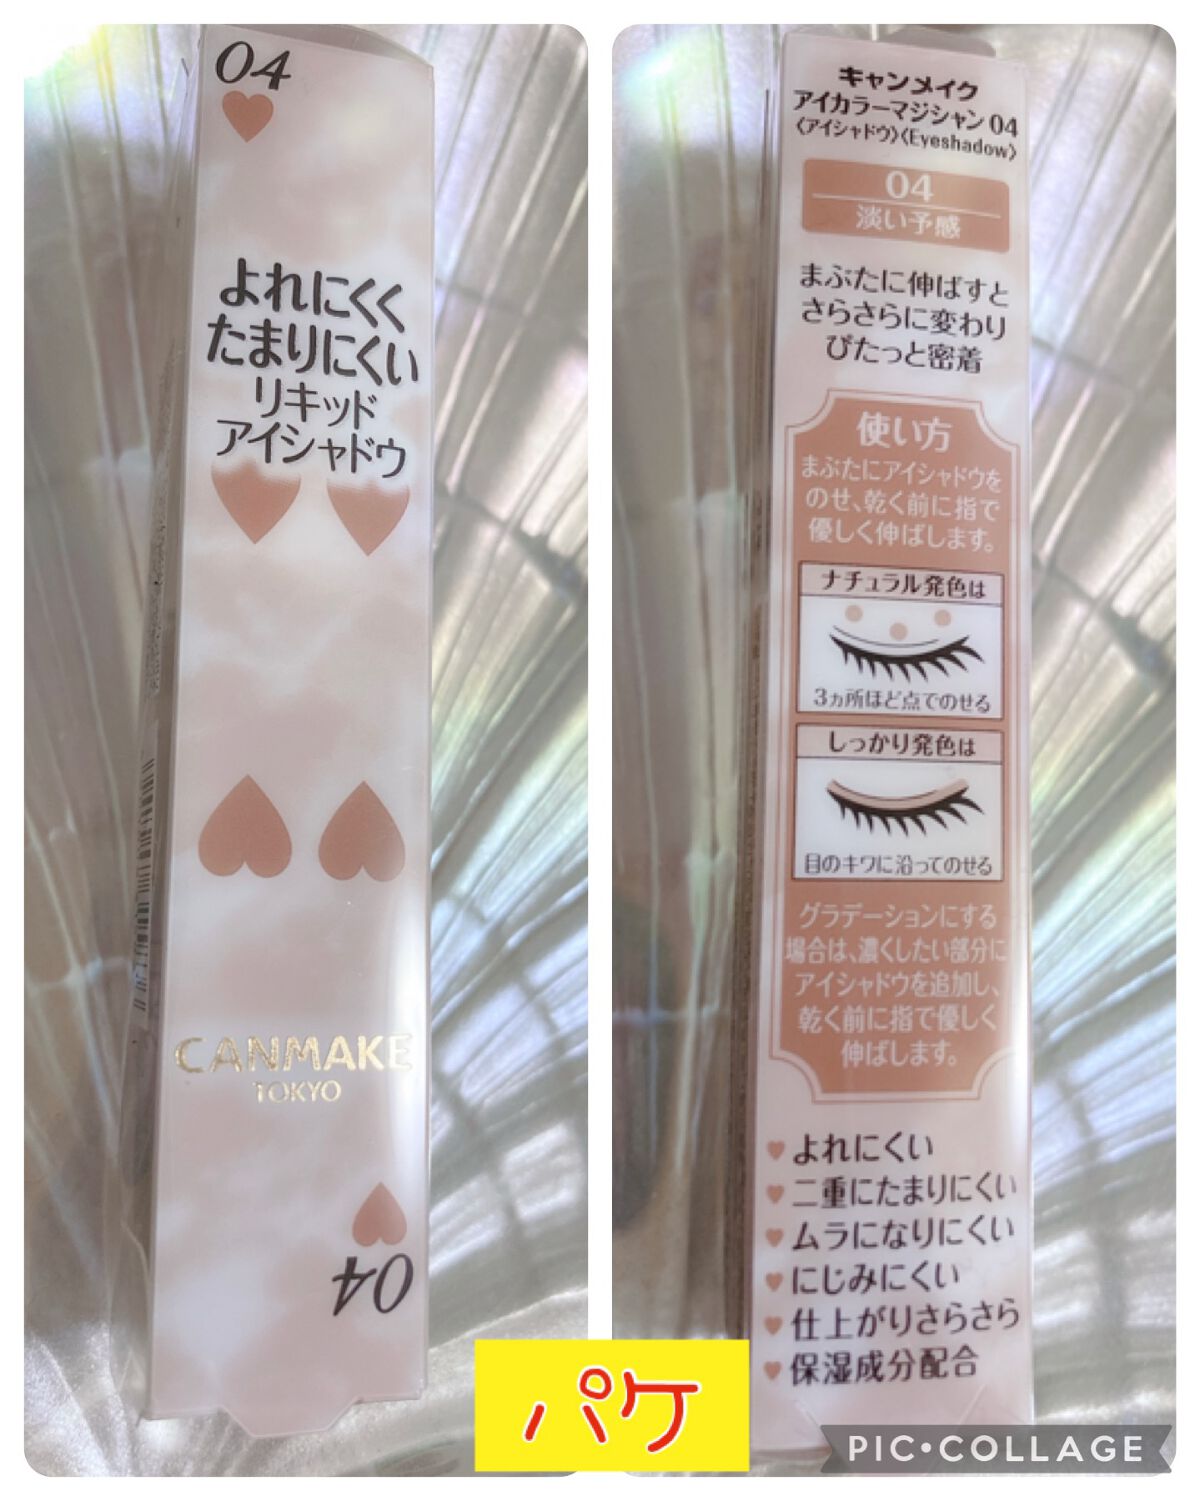 04
よれにくく
たまりにくい
リキッド
アイシャドウ
CANMAKE
TOKYO
04
キャンメイク
アイカラーマジシャン 04
〈アイシャドウ〉〈Eyeshadow〉
04
淡い予感
まぶたに伸ばすと
さらさらに変わり
ぴたっと密着
使い方
まぶたにアイシャドウを
のせ、乾く前に指で
優しく伸ばします。
ナチュラル発色は
3ヵ所ほど点でのせる
しっかり発色は
目のキワに沿ってのせる
グラデーションにする
場合は、濃くしたい部分に
アイシャドウを追加し、
乾く前に指で優しく
伸ばします。
よれにくい
二重にたまりにくい
ムラになりにくい
にじみにくい
仕上がりさらさら
保湿成分配合
パケ
PIC•COLLAGE